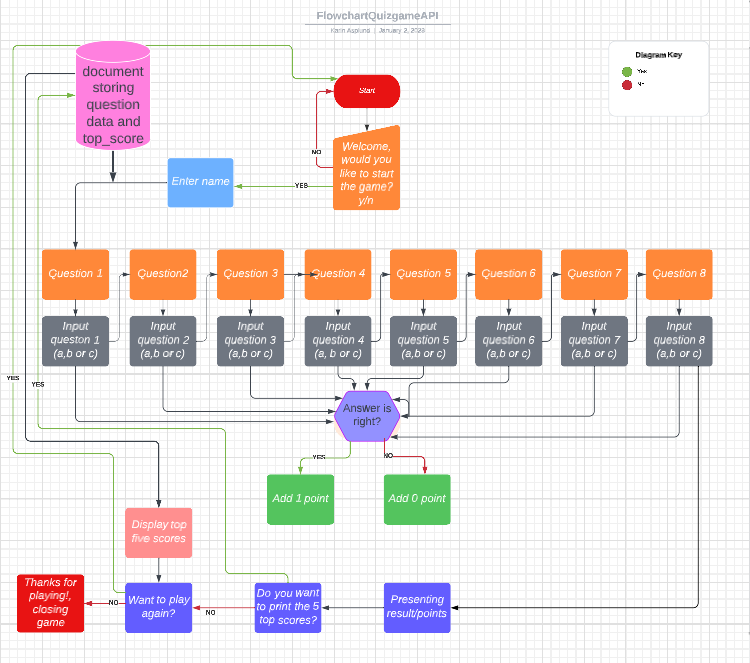 FlowchartQuizgameAPI
Karin Asplund | January 2, 2023
Diagram Key
Yes
No
document
storing
question
data and
top_score
Start
Welcome,
would you
like to start
the game?
y/n
NO
YES
Enter name
Question 1
Question2
Question 3
Question 4
Question 5
Question 6
Question 7
Question 8
Input
queston 1
(a,b or c)
Input
question 2
(a,b or c)
Input
question 3
(a,b or c)
Input
question 4
(a,b or c)
Input
question 5
(a,b or c)
Input
question 6
(a,b or c)
Input
question 7
(a,b or c)
Input
question 8
(a,b or c)
YES
YES
Answer is
right?
YES
NO
Add 1 point
Add 0 point
Display top
five scores
Thanks for
playing!,
closing
game
NO
Want to play
again?
NO
Do you want
to print the 5
top scores?
Presenting
result/points